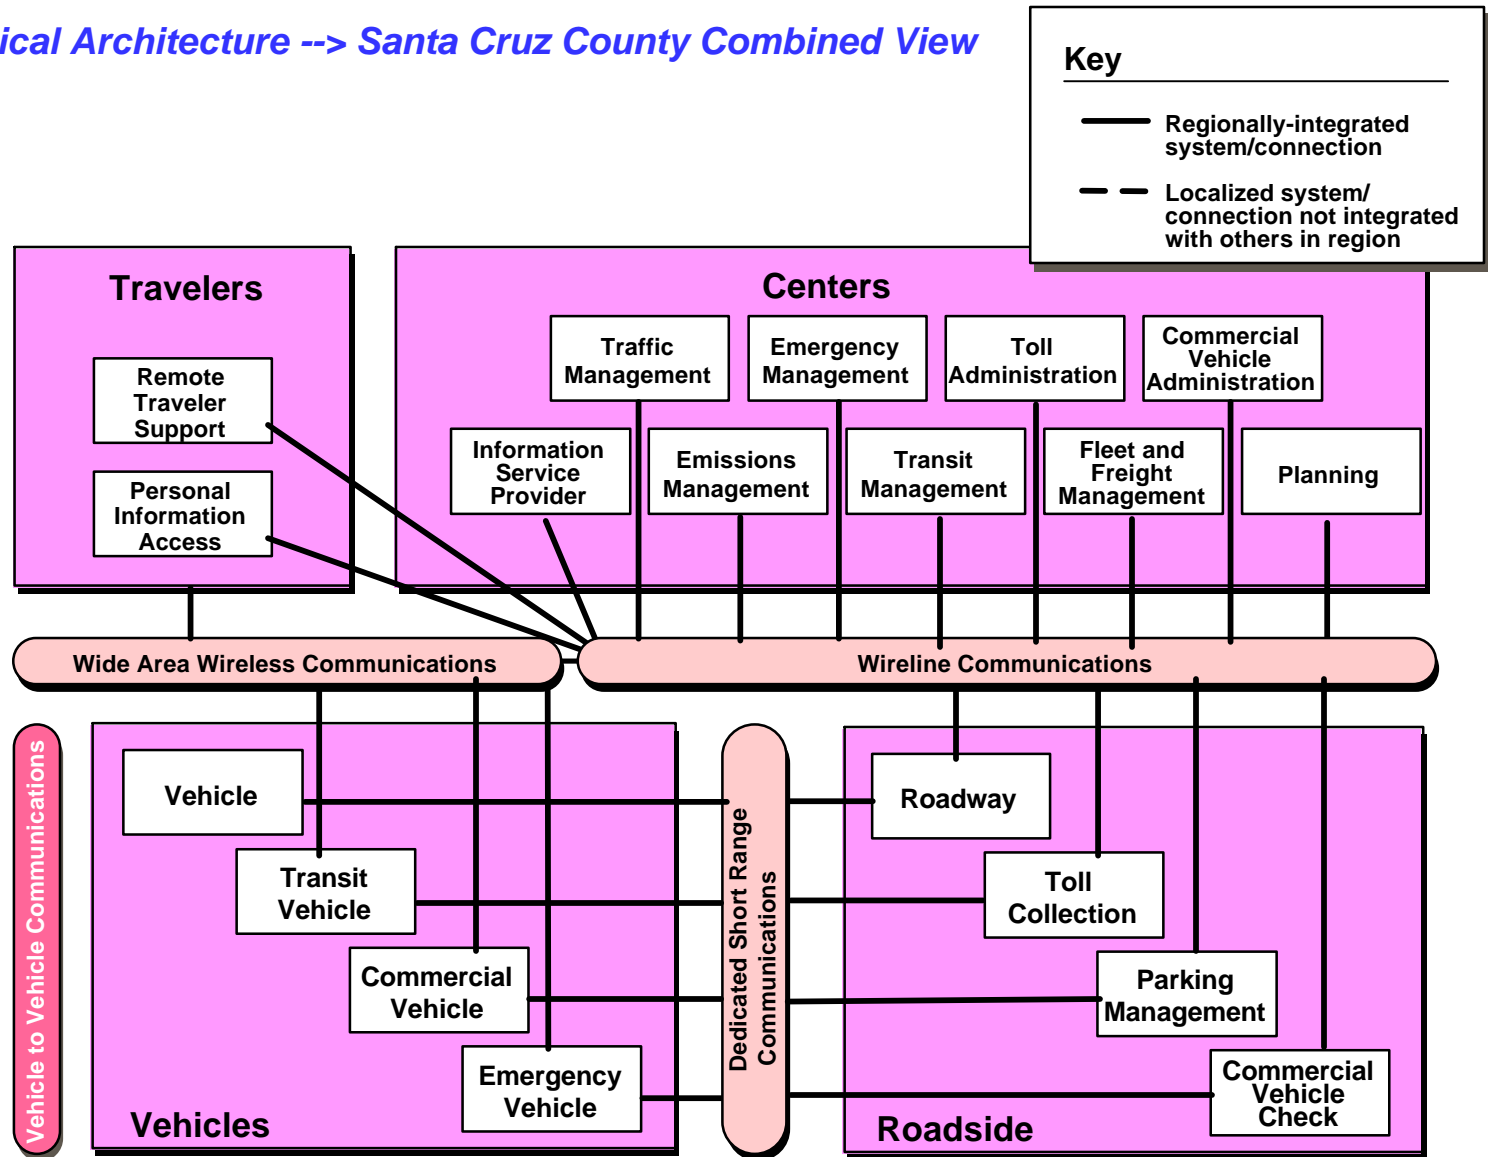 ical Architecture --> Santa Cruz County Combined View
Key
Regionally-integrated
system/connection
Localized system/
connection not integrated
with others in region
Travelers
Remote
Traveler
Support
Personal
Information
Access
Centers
Traffic
Management
Emergency
Management
Toll
Administration
Commercial
Vehicle
Administration
Information
Service
Provider
Emissions
Management
Transit
Management
Fleet and
Freight
Management
Planning
Wide Area Wireless Communications
Wireline Communications
Vehicle to Vehicle Communications
Vehicle
Transit
Vehicle
Commercial
Vehicle
Emergency
Vehicle
Vehicles
Dedicated Short Range
Communications
Roadway
Toll
Collection
Parking
Management
Commercial
Vehicle
Check
Roadside